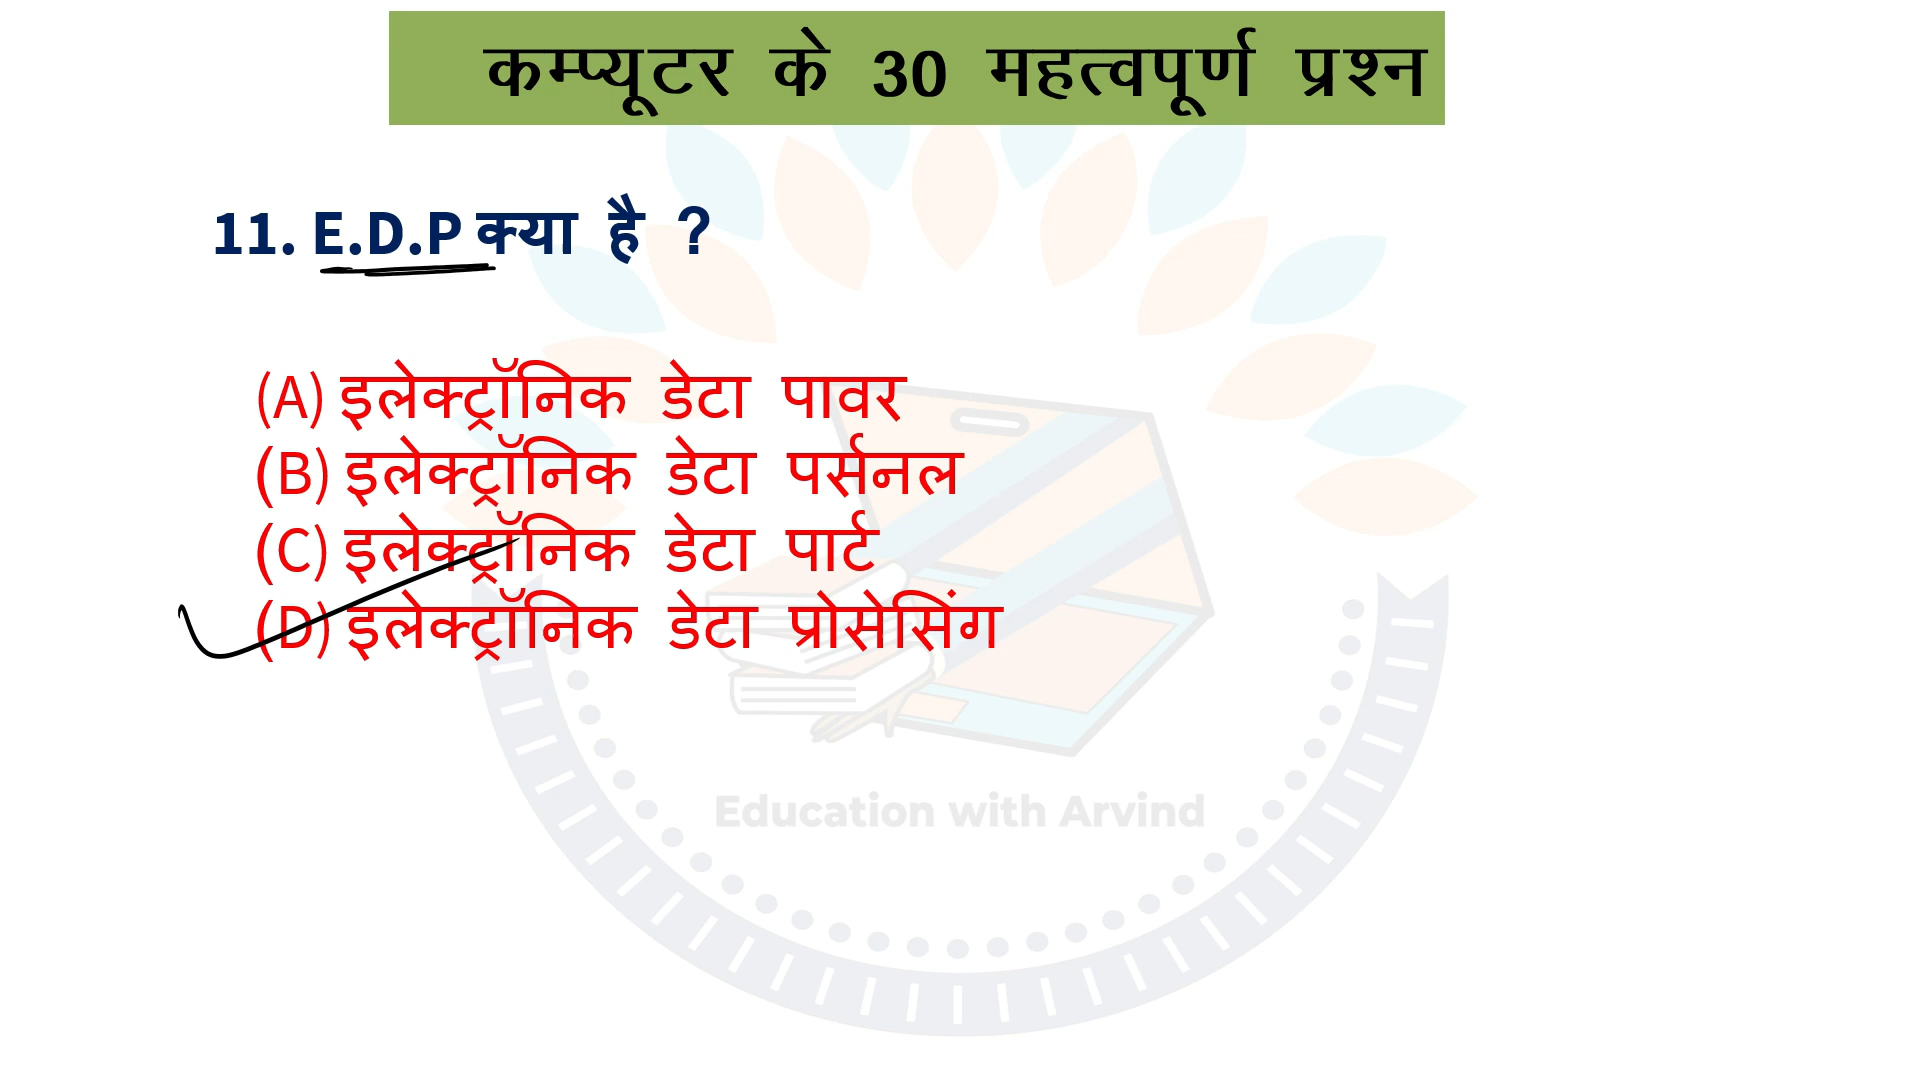 कम्प्यूटर के 30 महत्वपूर्ण प्रश्न
11. E.D.P क्या है ?
(A) इलेक्ट्रॉनिक डेटा पावर
(B) इलेक्ट्रॉनिक डेटा पर्सनल
(C) इलेक्ट्रॉनिक डेटा पार्ट
(D) इलेक्ट्रॉनिक डेटा प्रोसेसिंग
Education with Arvind